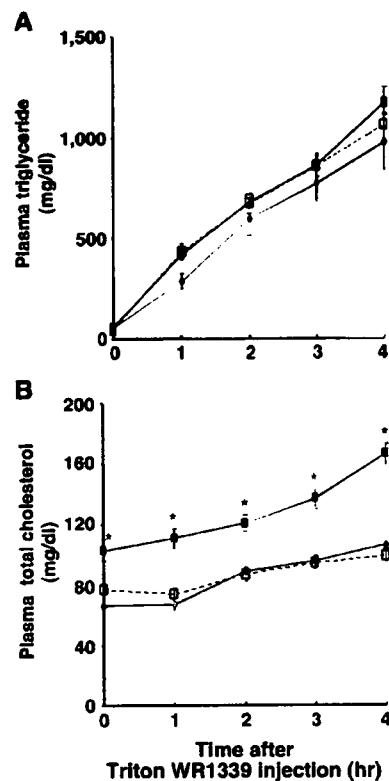 A
1,500
1,000
500
0
Plasma triglyceride
(mg/dl)
0 1 2 3 4
B
200
160
120
80
60
0
Plasma total cholesterol
(mg/dl)
* * * * *
0 1 2 3 4
Time after
Triton WR1339 injection (hr)